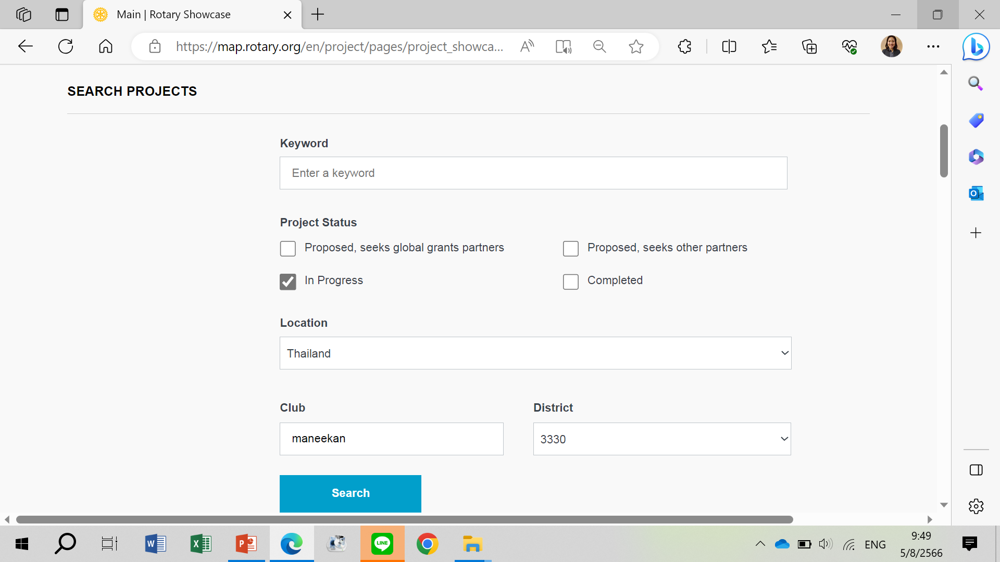 Main | Rotary Showcase
https://map.rotary.org/en/project/pages/project_showca...
SEARCH PROJECTS
Keyword
Enter a keyword
Project Status
Proposed, seeks global grants partners
Proposed, seeks other partners
In Progress
Completed
Location
Thailand
Club
District
maneekan
3330
Search
LINE
ENG
9:49
5/8/2566